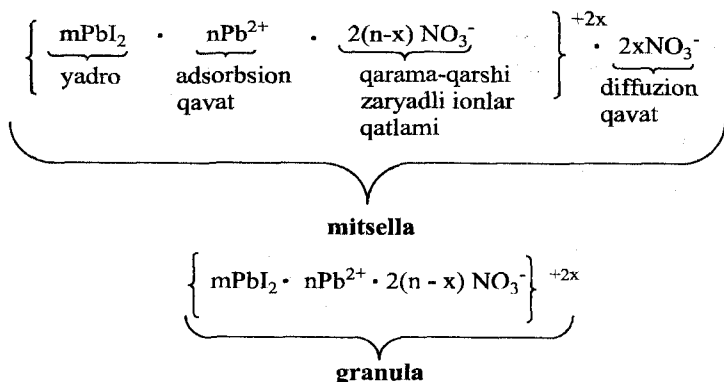 { mPbI₂ · nPb²⁺ · 2(n-x) NO₃⁻ }⁺²ˣ · 2xNO₃⁻
yadro adsorbsion qarama-qarshi diffuzion
qavat zaryadli ionlar qavat
qatlami
mitsella
{ mPbI₂ · nPb²⁺ · 2(n - x) NO₃⁻ } ⁺²ˣ
granula